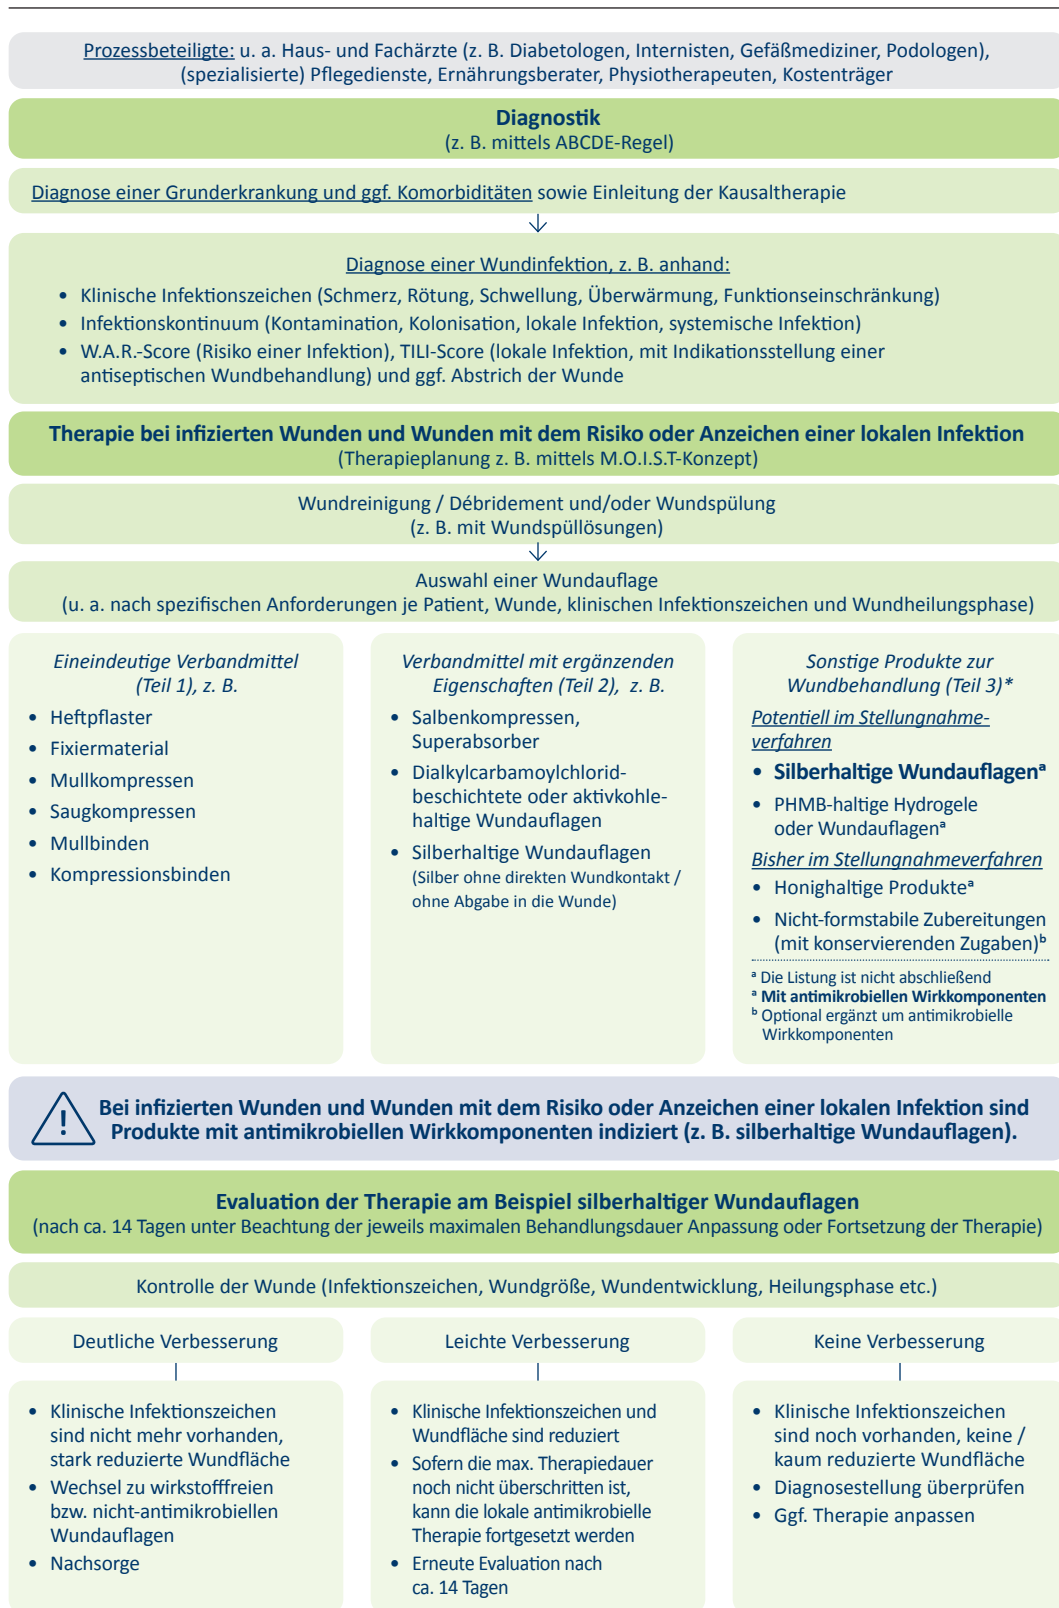 Prozessbeteiligte: u. a. Haus- und Fachärzte (z. B. Diabetologen, Internisten, Gefäßmediziner, Podologen),
(spezialisierte) Pflegedienste, Ernährungsberater, Physiotherapeuten, Kostenträger
Diagnostik
(z. B. mittels ABCDE-Regel)
Diagnose einer Grunderkrankung und ggf. Komorbiditäten sowie Einleitung der Kausaltherapie
Diagnose einer Wundinfektion, z. B. anhand:
• Klinische Infektionszeichen (Schmerz, Rötung, Schwellung, Überwärmung, Funktionseinschränkung)
• Infektionskontinuum (Kontamination, Kolonisation, lokale Infektion, systemische Infektion)
• W.A.R.-Score (Risiko einer Infektion), TILI-Score (lokale Infektion, mit Indikationsstellung einer
antiseptischen Wundbehandlung) und ggf. Abstrich der Wunde
Therapie bei infizierten Wunden und Wunden mit dem Risiko oder Anzeichen einer lokalen Infektion
(Therapieplanung z. B. mittels M.O.I.S.T-Konzept)
Wundreinigung / Débridement und/oder Wundspülung
(z. B. mit Wundspüllösungen)
Auswahl einer Wundauflage
(u. a. nach spezifischen Anforderungen je Patient, Wunde, klinischen Infektionszeichen und Wundheilungsphase)
Eineindeutige Verbandmittel
(Teil 1), z. B.
• Heftpflaster
• Fixiermaterial
• Mullkompressen
• Saugkompressen
• Mullbinden
• Kompressionsbinden
Verbandmittel mit ergänzenden
Eigenschaften (Teil 2), z. B.
• Salbenkompressen,
Superabsorber
• Dialkylcarbamoylchlorid-
beschichtete oder aktivkohle-
haltige Wundauflagen
• Silberhaltige Wundauflagen
(Silber ohne direkten Wundkontakt /
ohne Abgabe in die Wunde)
Sonstige Produkte zur
Wundbehandlung (Teil 3)*
Potentiell im Stellungnahme-
verfahren
• Silberhaltige Wundauflagenᵃ
• PHMB-haltige Hydrogele
oder Wundauflagenᵃ
Bisher im Stellungnahmeverfahren
• Honighaltige Produkteᵃ
• Nicht-formstabile Zubereitungen
(mit konservierenden Zugaben)ᵇ
ᵃ Die Listung ist nicht abschließend
ᵃ Mit antimikrobiellen Wirkkomponenten
ᵇ Optional ergänzt um antimikrobielle
Wirkkomponenten
! Bei infizierten Wunden und Wunden mit dem Risiko oder Anzeichen einer lokalen Infektion sind
Produkte mit antimikrobiellen Wirkkomponenten indiziert (z. B. silberhaltige Wundauflagen).
Evaluation der Therapie am Beispiel silberhaltiger Wundauflagen
(nach ca. 14 Tagen unter Beachtung der jeweils maximalen Behandlungsdauer Anpassung oder Fortsetzung der Therapie)
Kontrolle der Wunde (Infektionszeichen, Wundgröße, Wundentwicklung, Heilungsphase etc.)
Deutliche Verbesserung
• Klinische Infektionszeichen
sind nicht mehr vorhanden,
stark reduzierte Wundfläche
• Wechsel zu wirkstofffreien
bzw. nicht-antimikrobiellen
Wundauflagen
• Nachsorge
Leichte Verbesserung
• Klinische Infektionszeichen und
Wundfläche sind reduziert
• Sofern die max. Therapiedauer
noch nicht überschritten ist,
kann die lokale antimikrobielle
Therapie fortgesetzt werden
• Erneute Evaluation nach
ca. 14 Tagen
Keine Verbesserung
• Klinische Infektionszeichen
sind noch vorhanden, keine /
kaum reduzierte Wundfläche
• Diagnosestellung überprüfen
• Ggf. Therapie anpassen